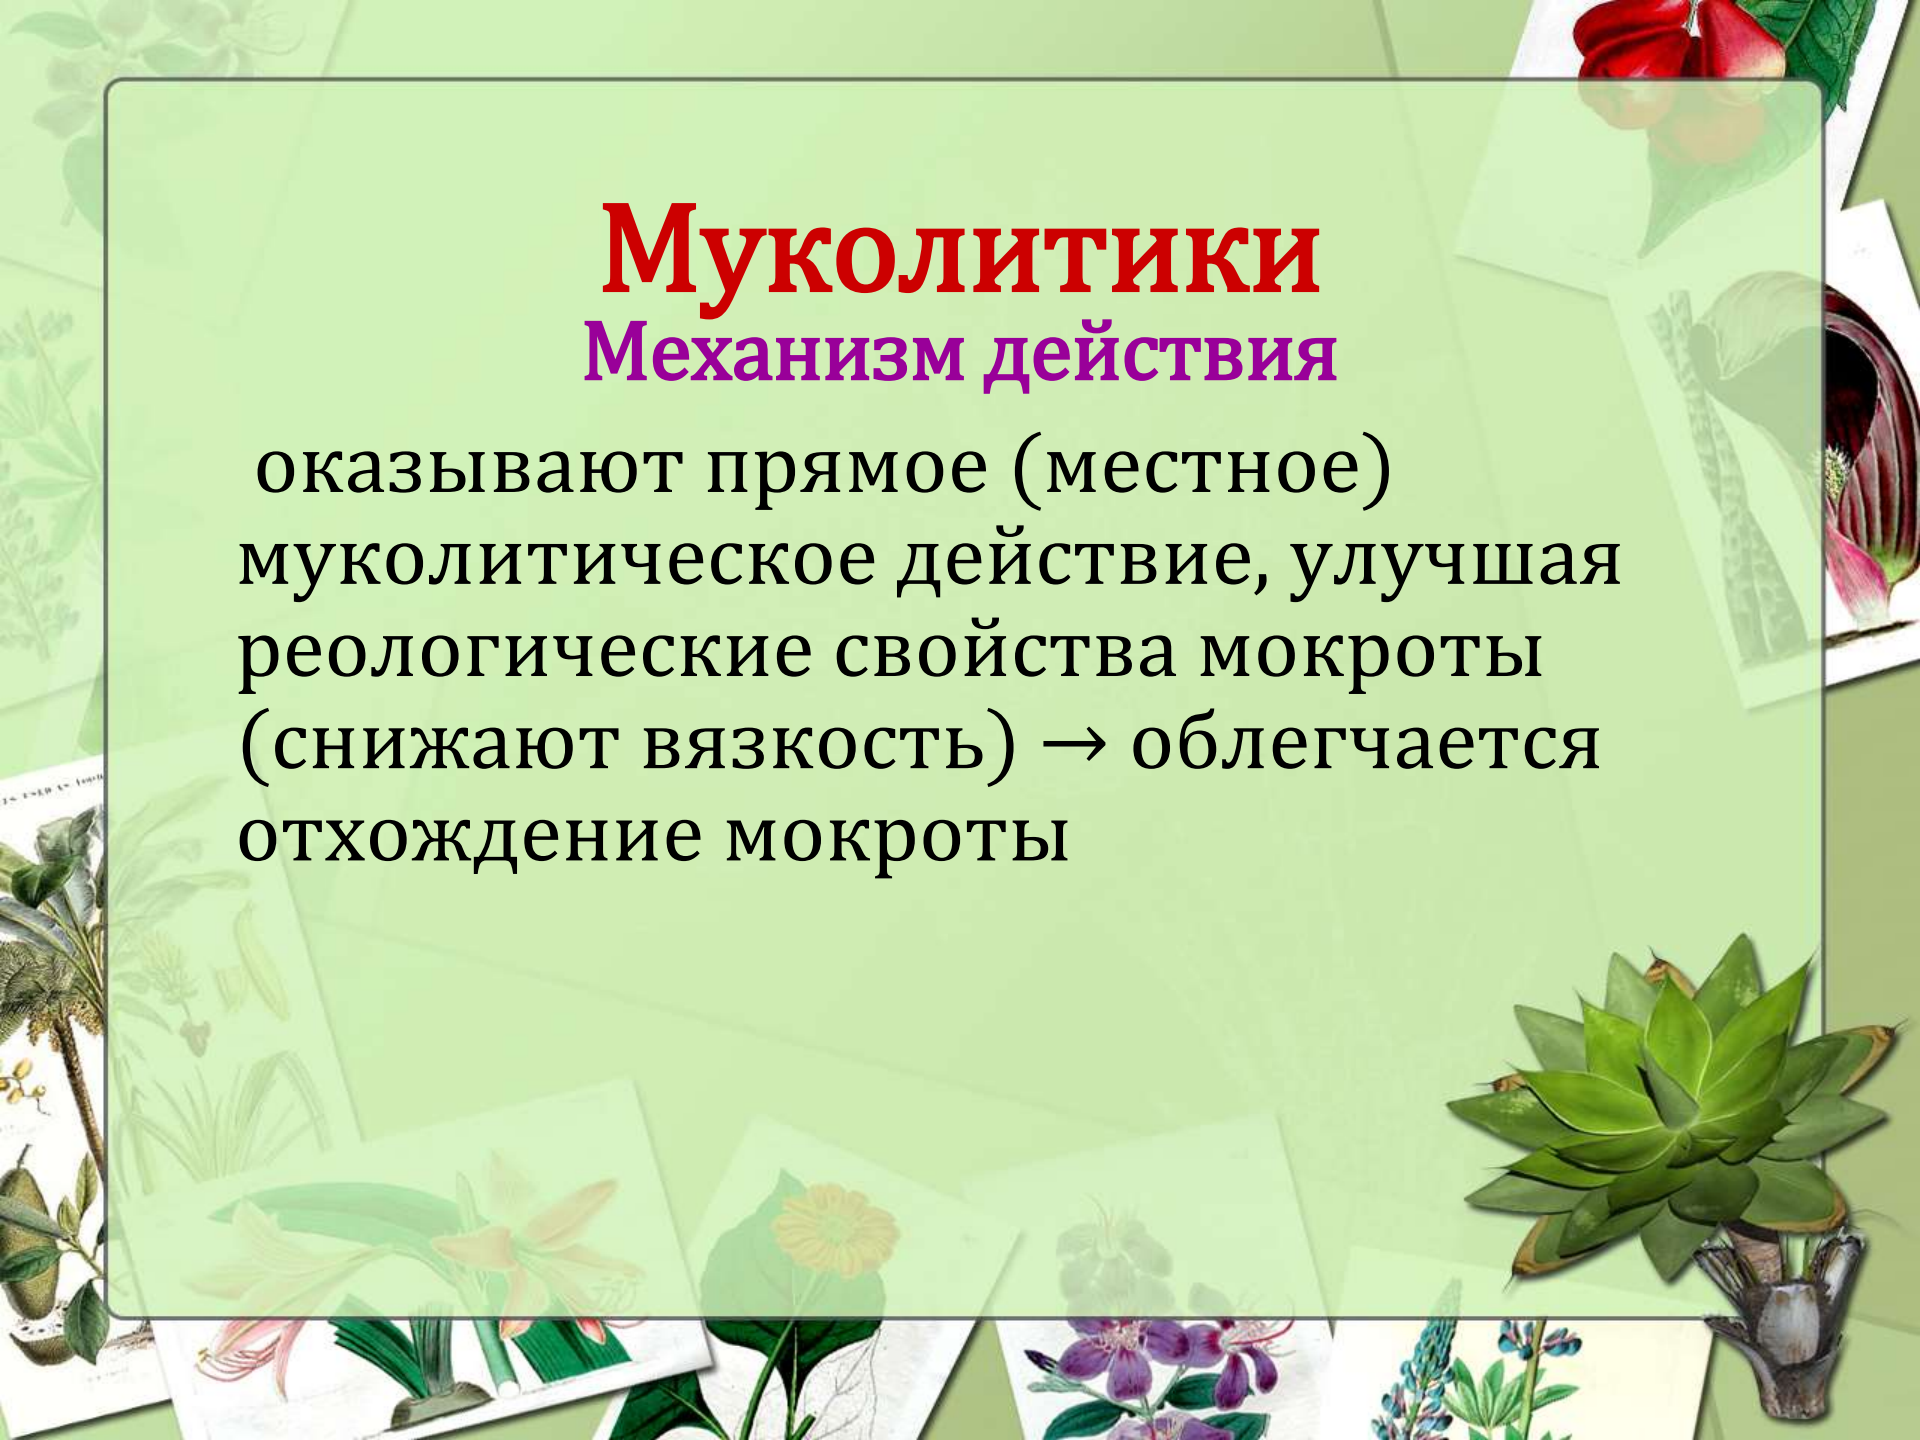 Муколитики
Механизм действия
оказывают прямое (местное)
муколитическое действие, улучшая
реологические свойства мокроты
(снижают вязкость) → облегчается
отхождение мокроты